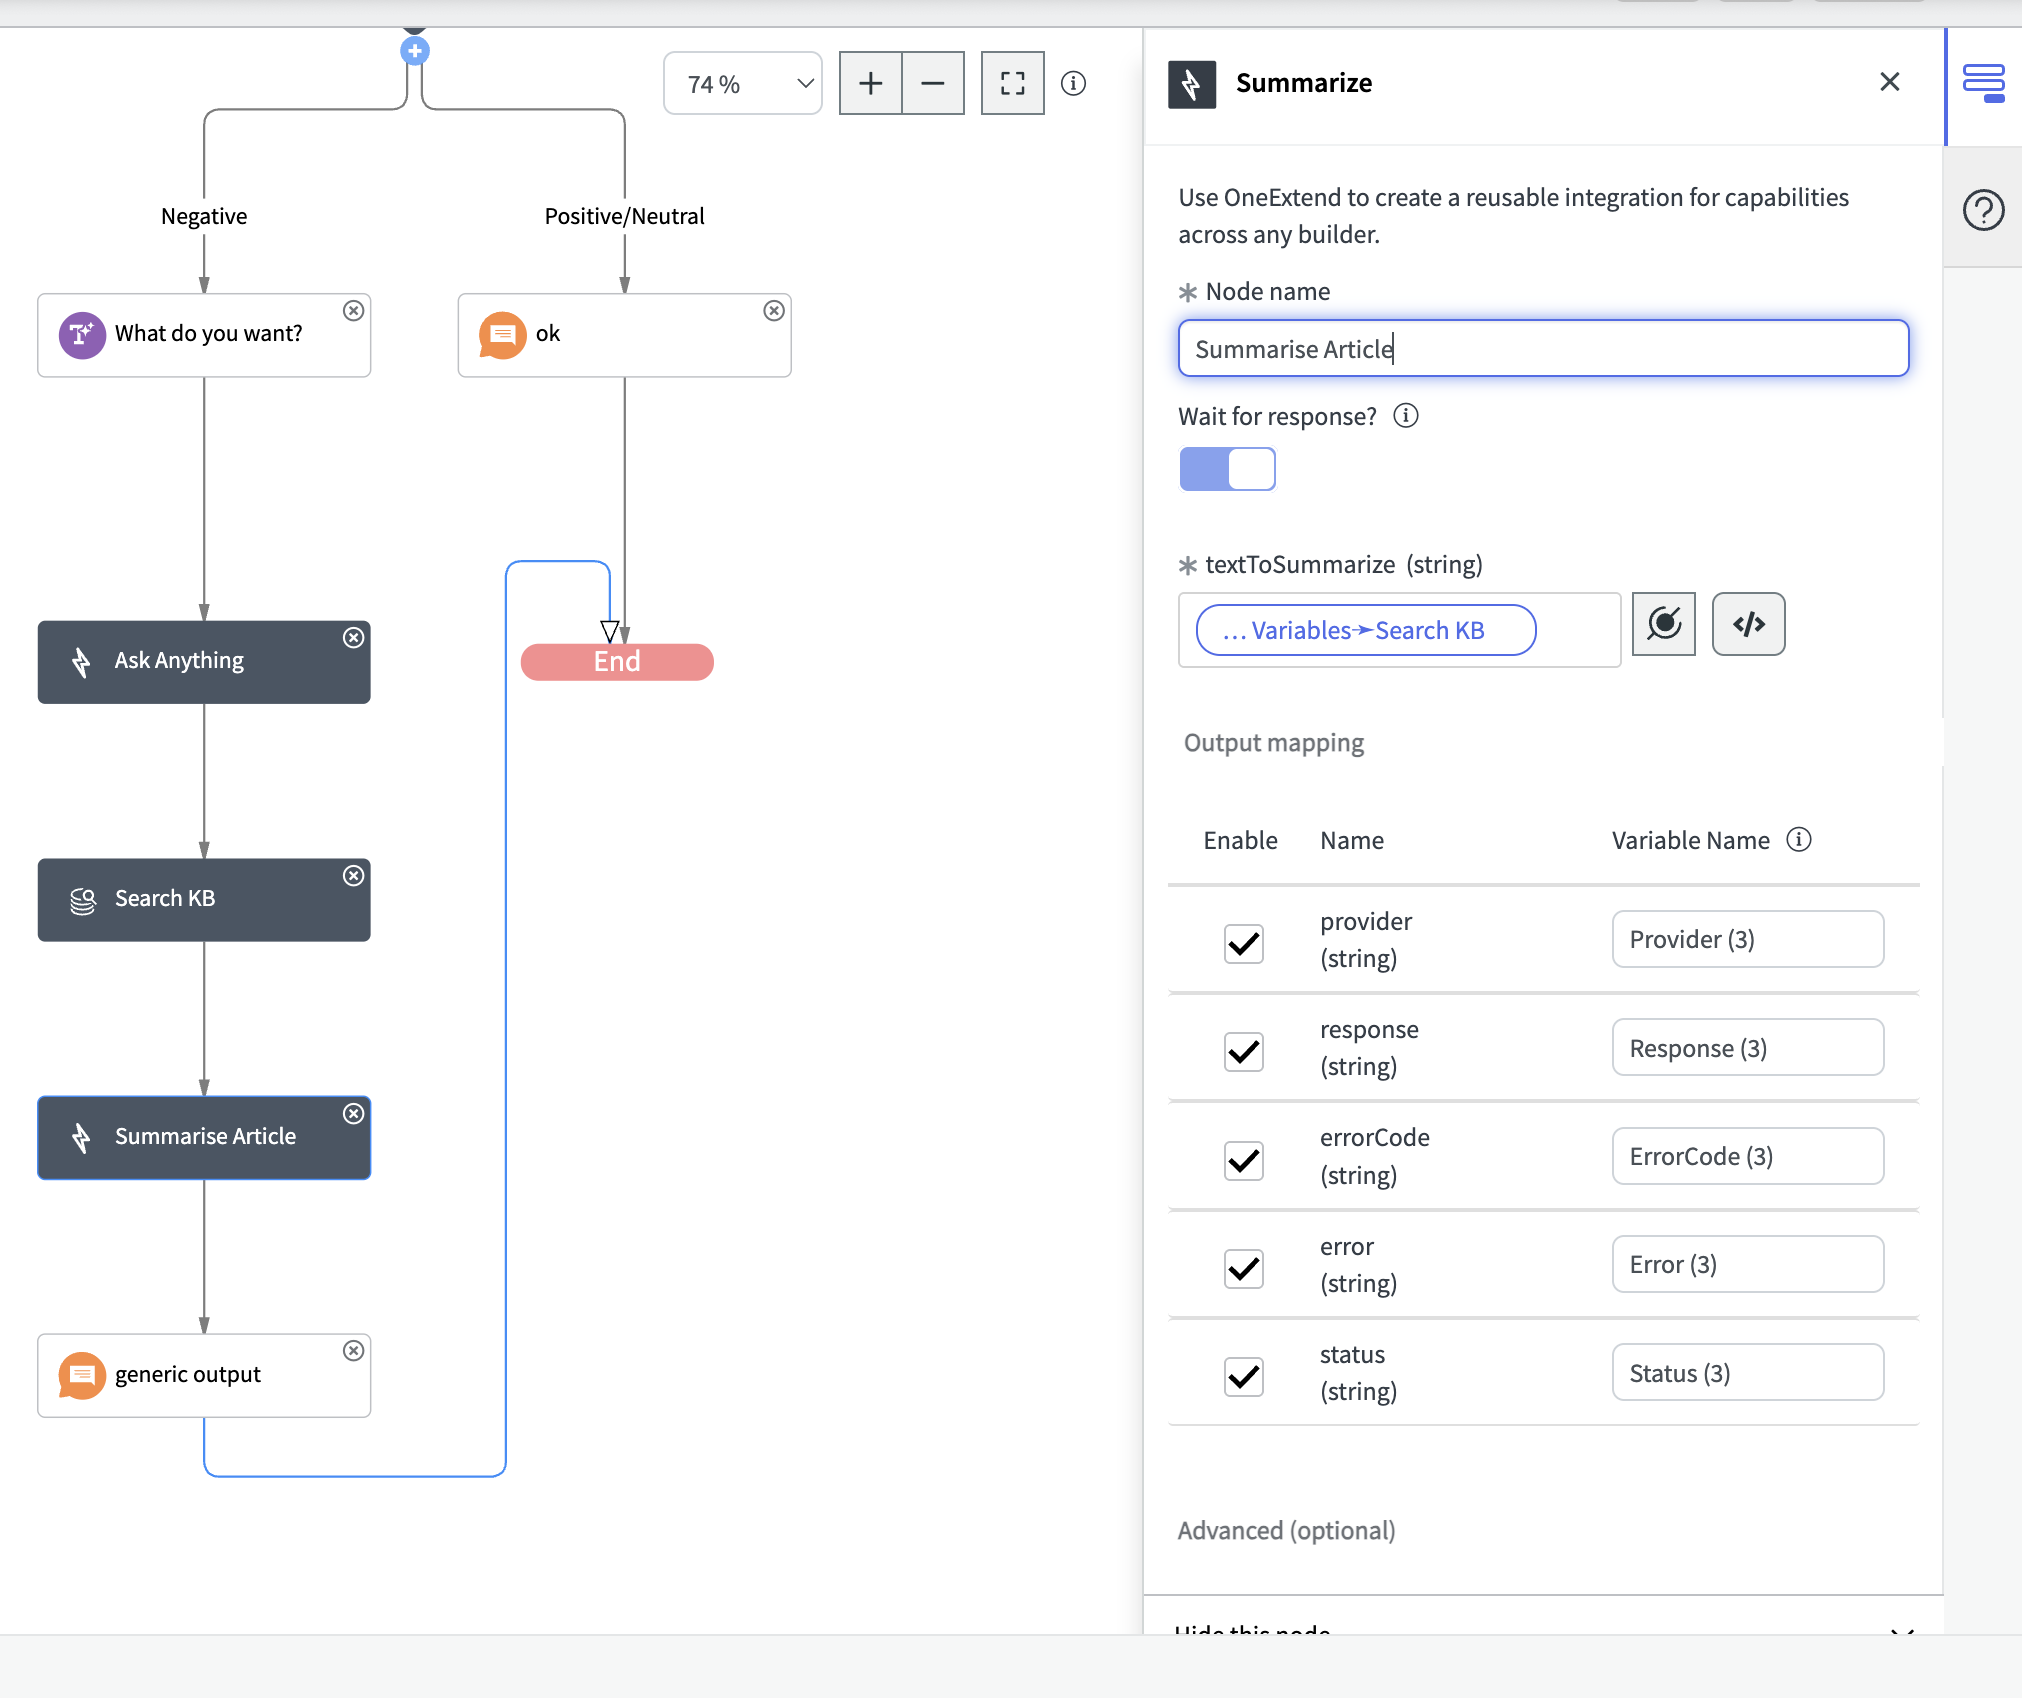 74 %
Negative
Positive/Neutral
What do you want?
ok
Ask Anything
End
Search KB
Summarise Article
generic output
Summarize
Use OneExtend to create a reusable integration for capabilities
across any builder.
* Node name
Summarise Article
Wait for response?
* textToSummarize (string)
... Variables➛Search KB
</>
Output mapping
Enable Name Variable Name
provider
(string)
Provider (3)
response
(string)
Response (3)
errorCode
(string)
ErrorCode (3)
error
(string)
Error (3)
status
(string)
Status (3)
Advanced (optional)
Hide this node